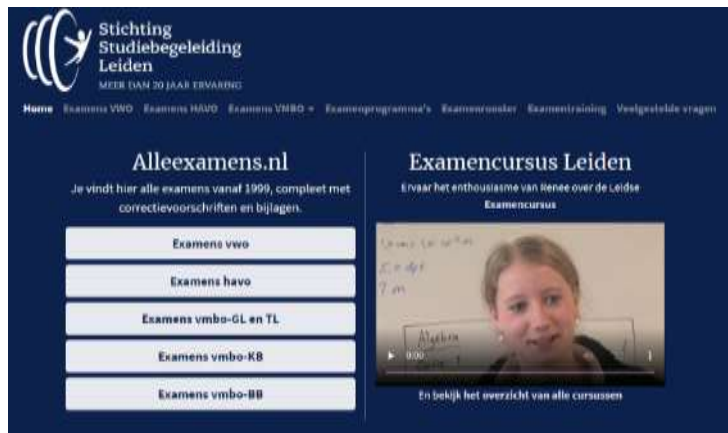 Stichting
Studiebegeleiding
Leiden
MEER DAN 20 JAAR ERVARING
Home Examens VWO Examens HAVO Examens VMBO Examenprogramma's Examenrooster Examentraining Veelgestelde vragen
Alleexamens.nl
Je vindt hier alle examens vanaf 1999, compleet met
correctievoorschriften en bijlagen.
Examens vwo
Examens havo
Examens vmbo-GL en TL
Examens vmbo-KB
Examens vmbo-BB
Examencursus Leiden
Ervaar het enthousiasme van Renee over de Leidse
Examencursus
Algebra
0:00
En bekijk het overzicht van alle cursussen